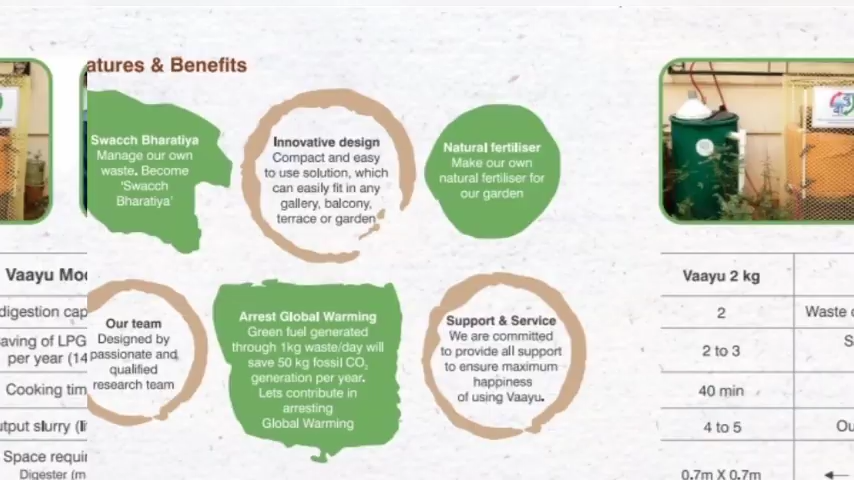 atures & Benefits
Swacch Bharatiya
Manage our own
waste. Become
'Swacch
Bharatiya'
Innovative design
Compact and easy
to use solution, which
can easily fit in any
gallery, balcony,
terrace or garden
Natural fertiliser
Make our own
natural fertiliser for
our garden
Our team
Designed by
passionate and
qualified
research team
Arrest Global Warming
Green fuel generated
through 1kg waste/day will
save 50 kg fossil CO₂
generation per year.
Lets contribute in
arresting
Global Warming
Support & Service
We are committed
to provide all support
to ensure maximum
happiness
of using Vaayu.
Vaayu Mo
digestion cap
aving of LPG
per year (14
Cooking tim
utput slurry (li
Space requir
Digester (m
Vaayu 2 kg
2
Waste
2 to 3
S
40 min
4 to 5
Ou
0.7m X 0.7m